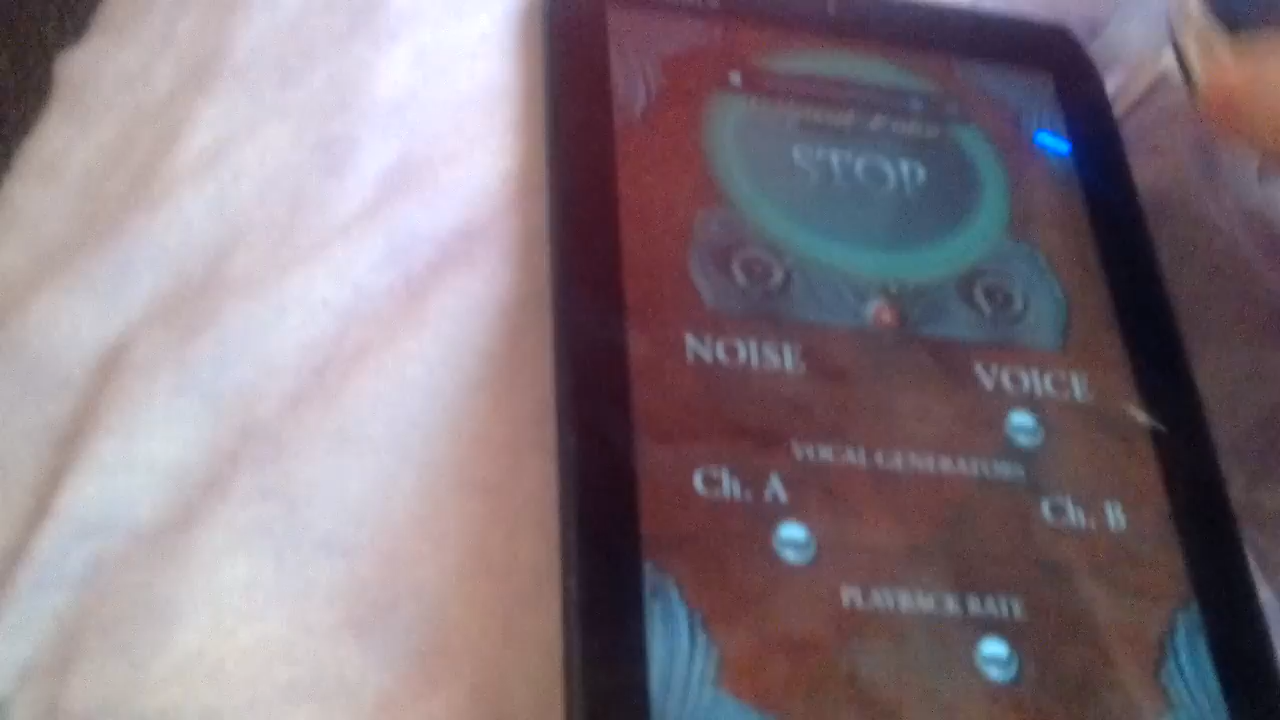 STOP
NOISE
VOICE
VOCAL GENERATORS
Ch. A
Ch. B
PLAYBACK RATE